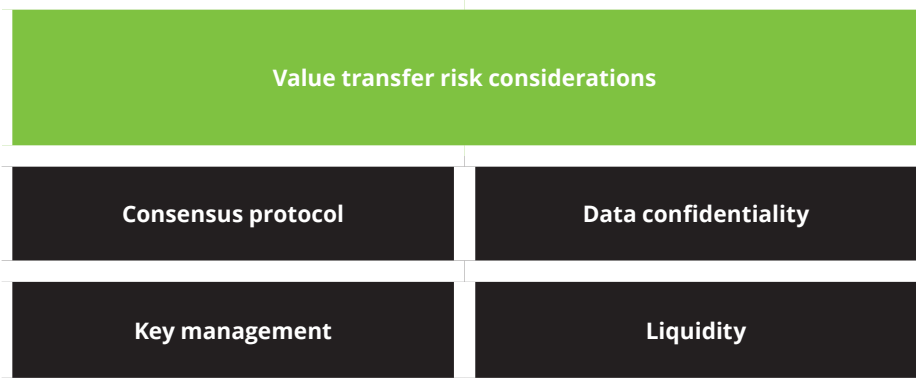 Value transfer risk considerations
Consensus protocol
Data confidentiality
Key management
Liquidity